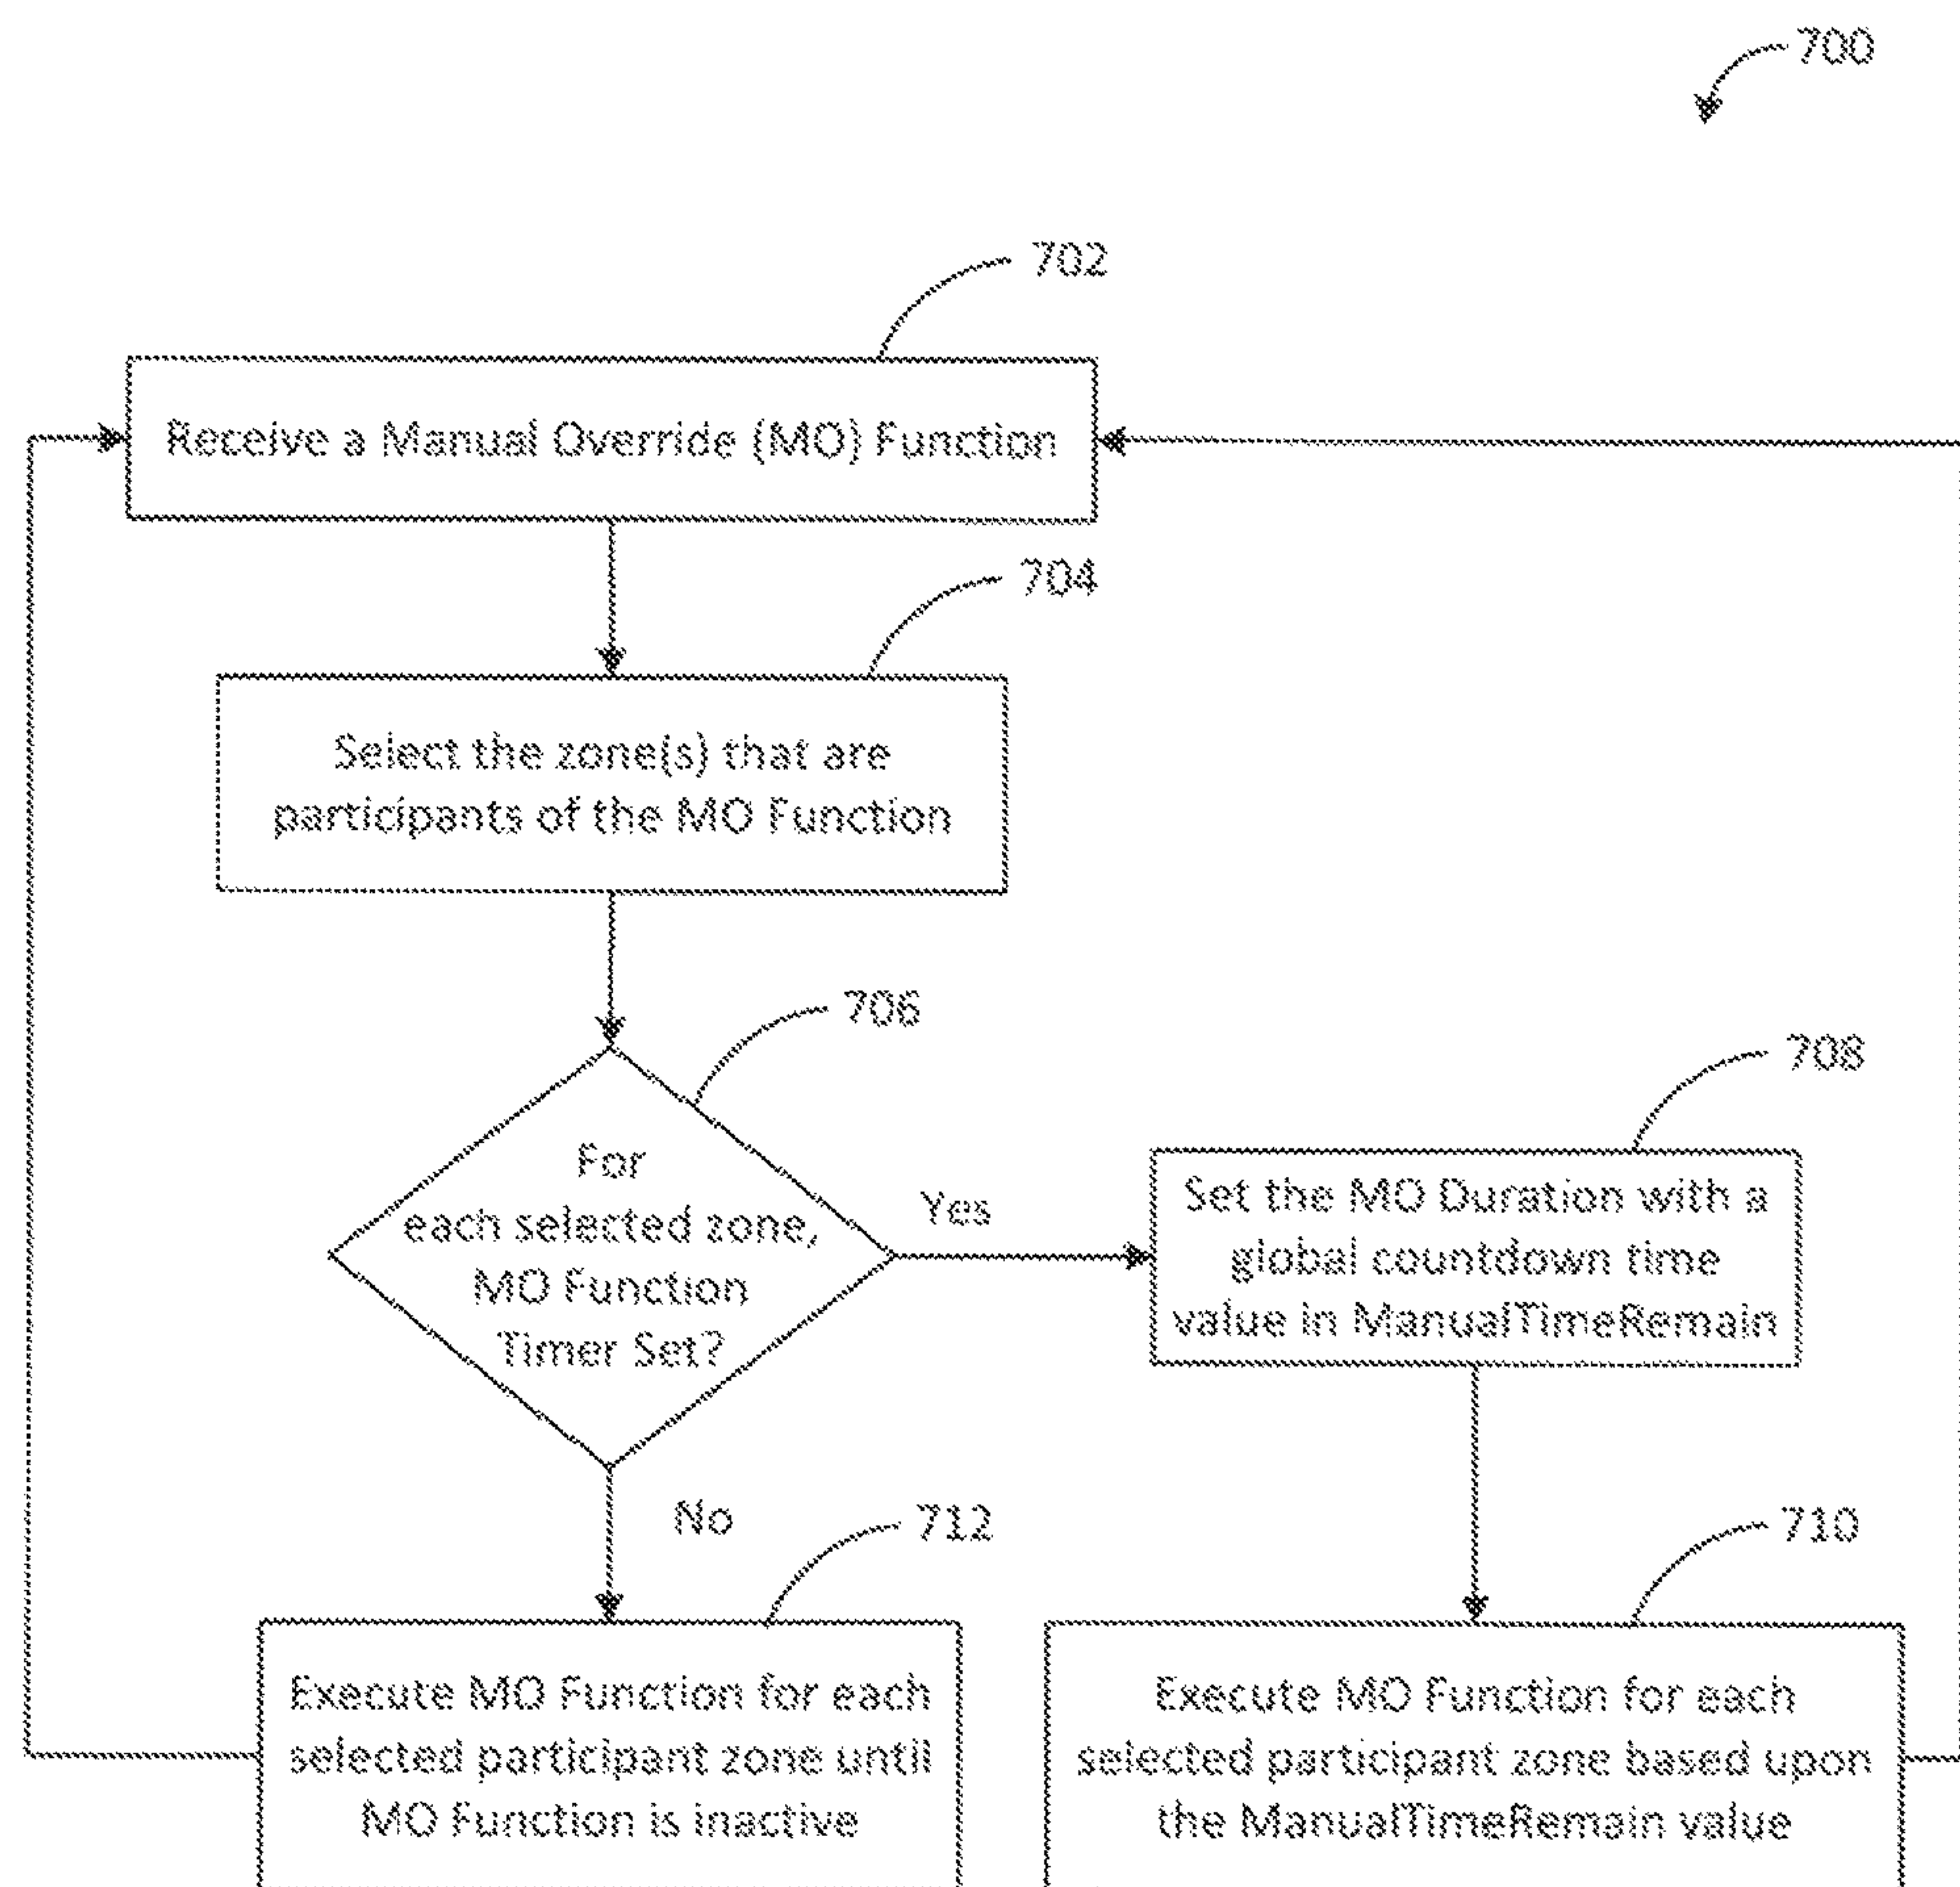 700
702
Receive a Manual Override (MO) Function
704
Select the zone(s) that are
participants of the MO Function
706
For
each selected zone,
MO Function
Timer Set?
Yes
708
Set the MO Duration with a
global countdown time
value in ManualTimeRemain
No
712
Execute MO Function for each
selected participant zone until
MO Function is inactive
710
Execute MO Function for each
selected participant zone based upon
the ManualTimeRemain value